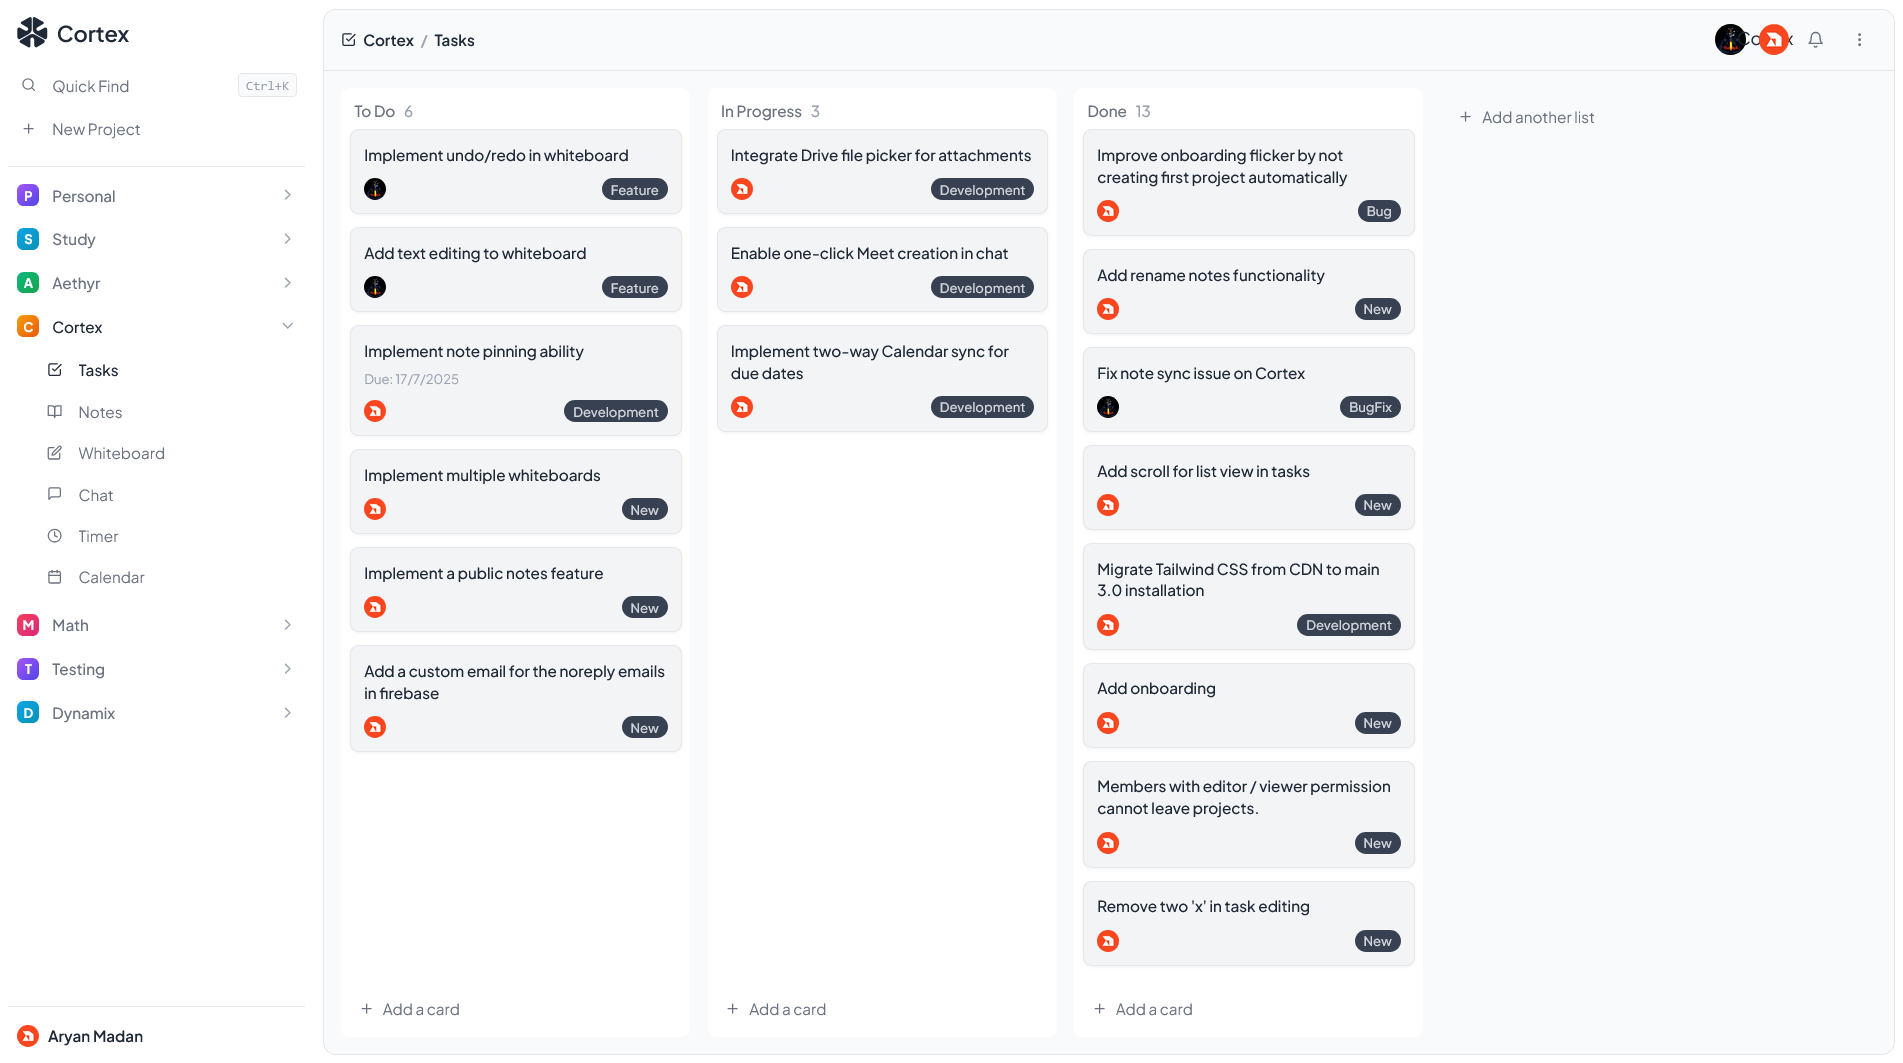 Cortex
Quick Find
Ctrl+K
New Project
P
Personal
S
Study
A
Aethyr
C
Cortex
Tasks
Notes
Whiteboard
Chat
Timer
Calendar
M
Math
T
Testing
D
Dynamix
Aryan Madan
Cortex / Tasks
To Do 6
Implement undo/redo in whiteboard
Feature
Add text editing to whiteboard
Feature
Implement note pinning ability
Due: 17/7/2025
Development
Implement multiple whiteboards
New
Implement a public notes feature
New
Add a custom email for the noreply emails
in firebase
New
Add a card
In Progress 3
Integrate Drive file picker for attachments
Development
Enable one-click Meet creation in chat
Development
Implement two-way Calendar sync for
due dates
Development
Add a card
Done 13
Improve onboarding flicker by not
creating first project automatically
Bug
Add rename notes functionality
New
Fix note sync issue on Cortex
BugFix
Add scroll for list view in tasks
New
Migrate Tailwind CSS from CDN to main
3.0 installation
Development
Add onboarding
New
Members with editor / viewer permission
cannot leave projects.
New
Remove two 'x' in task editing
New
Add a card
Add another list